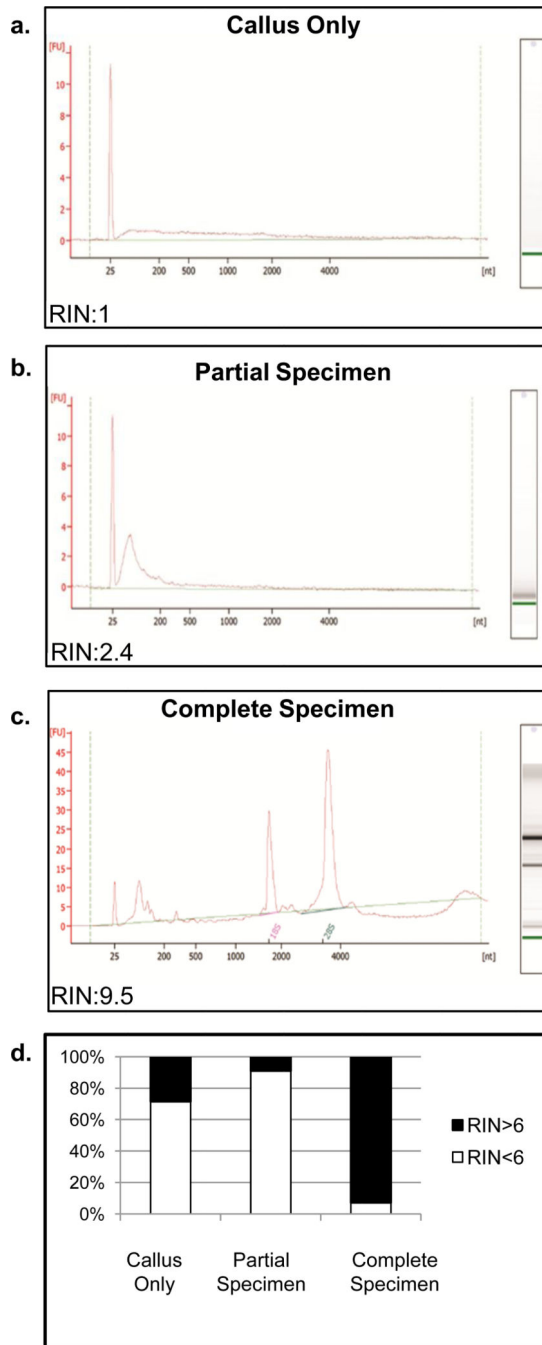 a.
Callus Only
[FU]
10
8
6
4
2
0
25 200 500 1000 2000 4000 [nt]
RIN:1
b.
Partial Specimen
[FU]
10
8
6
4
2
0
25 200 500 1000 2000 4000 [nt]
RIN:2.4
c.
Complete Specimen
[FU]
45
40
35
30
25
20
15
10
5
0
18S 28S
25 200 500 1000 2000 4000 [nt]
RIN:9.5
d.
100%
80%
60%
40%
20%
0%
RIN>6
RIN<6
Callus Only
Partial Specimen
Complete Specimen